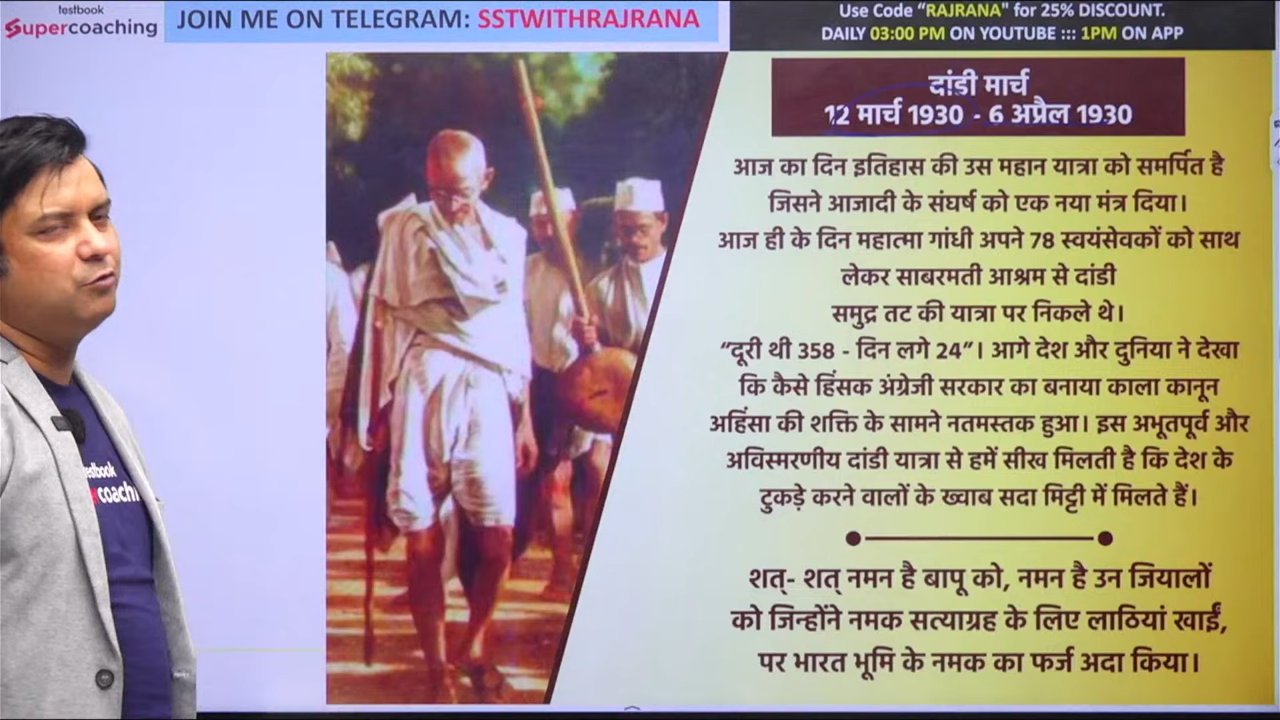 testbook
Supercoaching
JOIN ME ON TELEGRAM: SSTWITHRAJRANA
Use Code “RAJRANA" for 25% DISCOUNT.
DAILY 03:00 PM ON YOUTUBE ::: 1PM ON APP
दांडी मार्च
12 मार्च 1930 - 6 अप्रैल 1930
आज का दिन इतिहास की उस महान यात्रा को समर्पित है
जिसने आजादी के संघर्ष को एक नया मंत्र दिया।
आज ही के दिन महात्मा गांधी अपने 78 स्वयंसेवकों को साथ
लेकर साबरमती आश्रम से दांडी
समुद्र तट की यात्रा पर निकले थे।
“दूरी थी 358 - दिन लगे 24”। आगे देश और दुनिया ने देखा
कि कैसे हिंसक अंग्रेजी सरकार का बनाया काला कानून
अहिंसा की शक्ति के सामने नतमस्तक हुआ। इस अभूतपूर्व और
अविस्मरणीय दांडी यात्रा से हमें सीख मिलती है कि देश के
टुकड़े करने वालों के ख्वाब सदा मिट्टी में मिलते हैं।
शत्- शत् नमन है बापू को, नमन है उन जियालों
को जिन्होंने नमक सत्याग्रह के लिए लाठियां खाईं,
पर भारत भूमि के नमक का फर्ज अदा किया।
testbook
coachi